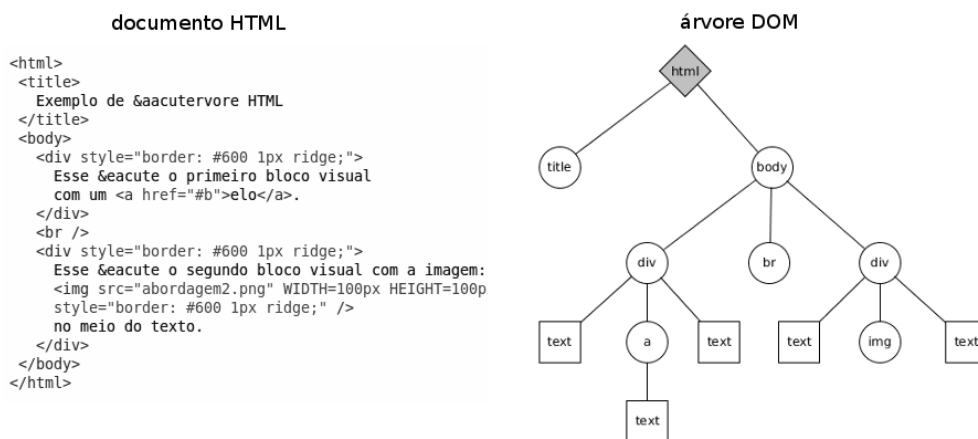 documento HTML
<html>
<title>
Exemplo de &aacutervore HTML
</title>
<body>
<div style="border: #600 1px ridge;">
Esse &eacute o primeiro bloco visual
com um <a href="#b">elo</a>.
</div>
<br />
<div style="border: #600 1px ridge;">
Esse &eacute o segundo bloco visual com a imagem:
<img src="abordagem2.png" WIDTH=100px HEIGHT=100p
style="border: #600 1px ridge;" />
no meio do texto.
</div>
</body>
</html>
árvore DOM
html
title body
div br div
text a text text img text
text